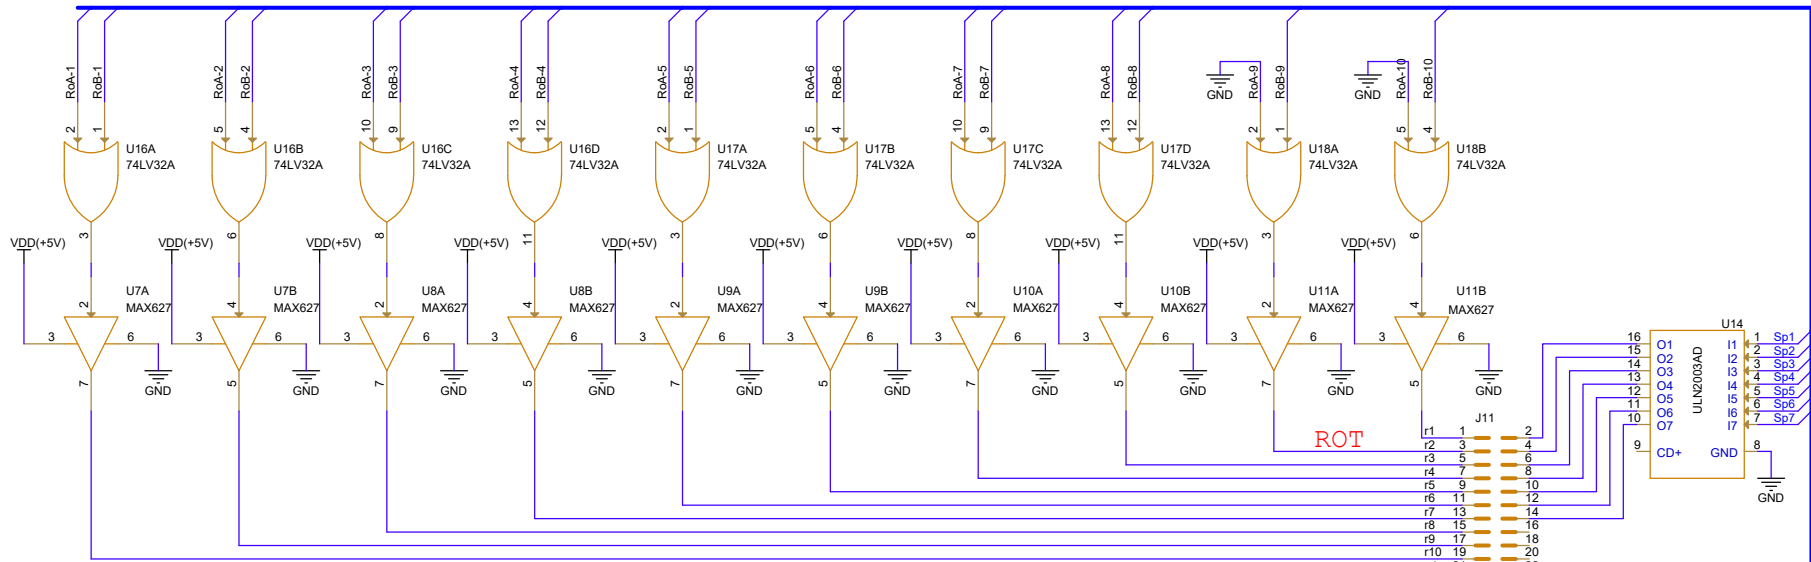 RoA-1 RoB-1 RoA-2 RoB-2 RoA-3 RoB-3 RoA-4 RoB-4 RoA-5 RoB-5 RoA-6 RoB-6 RoA-7 RoB-7 RoA-8 RoB-8 RoA-9 RoB-9 RoA-10 RoB-10
GND GND
2 1 5 4 10 9 13 12 2 1 5 4 10 9 13 12 2 1 5 4
U16A U16B U16C U16D U17A U17B U17C U17D U18A U18B
74LV32A 74LV32A 74LV32A 74LV32A 74LV32A 74LV32A 74LV32A 74LV32A 74LV32A 74LV32A
3 6 8 11 3 6 8 11 3 6
VDD(+5V) VDD(+5V) VDD(+5V) VDD(+5V) VDD(+5V) VDD(+5V) VDD(+5V) VDD(+5V) VDD(+5V) VDD(+5V)
U7A U7B U8A U8B U9A U9B U10A U10B U11A U11B
2 4 2 4 2 4 2 4 2 4
MAX627 MAX627 MAX627 MAX627 MAX627 MAX627 MAX627 MAX627 MAX627 MAX627
3 6 3 6 3 6 3 6 3 6 3 6 3 6 3 6 3 6 3 6
7 5 7 5 7 5 7 5 7 5
GND GND GND GND GND GND GND GND GND GND
U14
ULN2003AD
16 O1 I1 1 Sp1
15 O2 I2 2 Sp2
14 O3 I3 3 Sp3
13 O4 I4 4 Sp4
12 O5 I5 5 Sp5
11 O6 I6 6 Sp6
10 O7 I7 7 Sp7
9 CD+ GND 8
GND
J11
ROT
r1 1 2
r2 3 4
r3 5 6
r4 7 8
r5 9 10
r6 11 12
r7 13 14
r8 15 16
r9 17 18
r10 19 20